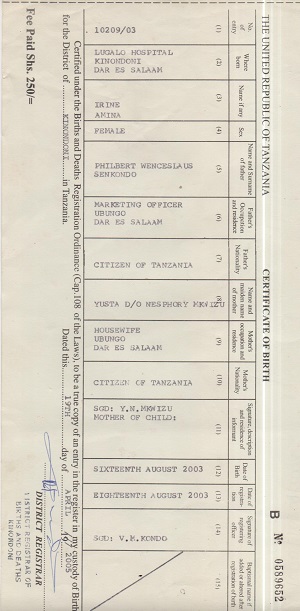 THE UNITED REPUBLIC OF TANZANIA
CERTIFICATE OF BIRTH
B No 0589652
No. of entry
Where born
Name if any
Sex
Name and Surname of father
Father's Occupation and residence
Father's Nationality
Name and maiden name of mother
Mother's occupation and residence
Mother's Nationality
Signature, description and residence of informant
Date of Birth
Date of registration
Signature of registering officer
Baptismal name if added or altered after registration of birth
(1)
(2)
(3)
(4)
(5)
(6)
(7)
(8)
(9)
(10)
(11)
(12)
(13)
(14)
(15)
10209/03
LUGALO HOSPITAL
KINONDONI
DAR ES SALAAM
IRINE
AMINA
FEMALE
PHILBERT WENCESLAUS
SENKONDO
MARKETING OFFICER
UBUNGO
DAR ES SALAAM
CITIZEN OF TANZANIA
YUSTA D/O NESPHORY MKWIZU
HOUSEWIFE
UBUNGO
DAR ES SALAAM
CITIZEN OF TANZANIA
SGD: Y.N.MKWIZU
MOTHER OF CHILD:
SIXTEENTH AUGUST 2003
EIGHTEENTH AUGUST 2003
SGD: V.M.KONDO
Certified under the Births and Deaths Registration Ordinance (Cap.108 of the Laws), to be a true copy of an entry in the register in my custody of Birth
for the District of KINONDONI in Tanzania. Dated this 19TH day of APRIL 2005
Fee Paid Shs. 250/=
DISTRICT REGISTRAR
DISTRICT REGISTRAR OF
BIRTHS AND DEATHS
KINONDONI